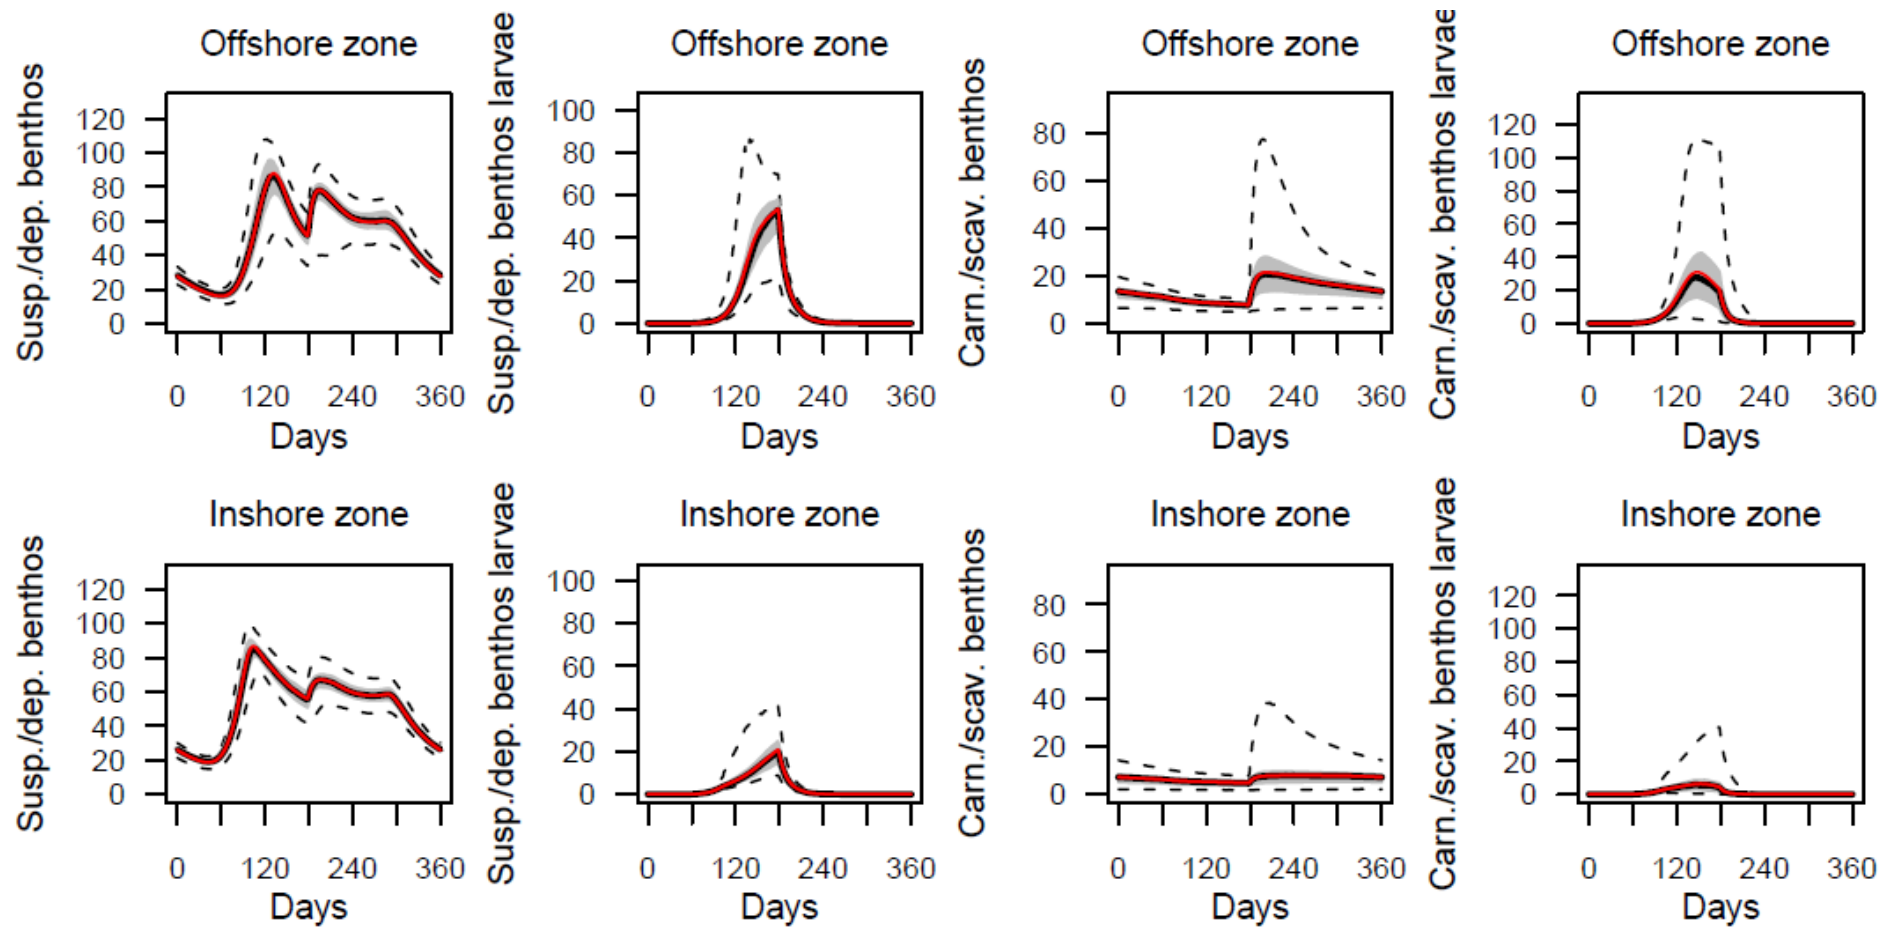 Offshore zone
Susp./dep. benthos
120
100
80
60
40
20
0
0 120 240 360
Days
Offshore zone
Susp./dep. benthos larvae
100
80
60
40
20
0
0 120 240 360
Days
Offshore zone
Carn./scav. benthos
80
60
40
20
0
0 120 240 360
Days
Offshore zone
Carn./scav. benthos larvae
120
100
80
60
40
20
0
0 120 240 360
Days
Inshore zone
Susp./dep. benthos
120
100
80
60
40
20
0
0 120 240 360
Days
Inshore zone
Susp./dep. benthos larvae
100
80
60
40
20
0
0 120 240 360
Days
Inshore zone
Carn./scav. benthos
80
60
40
20
0
0 120 240 360
Days
Inshore zone
Carn./scav. benthos larvae
120
100
80
60
40
20
0
0 120 240 360
Days